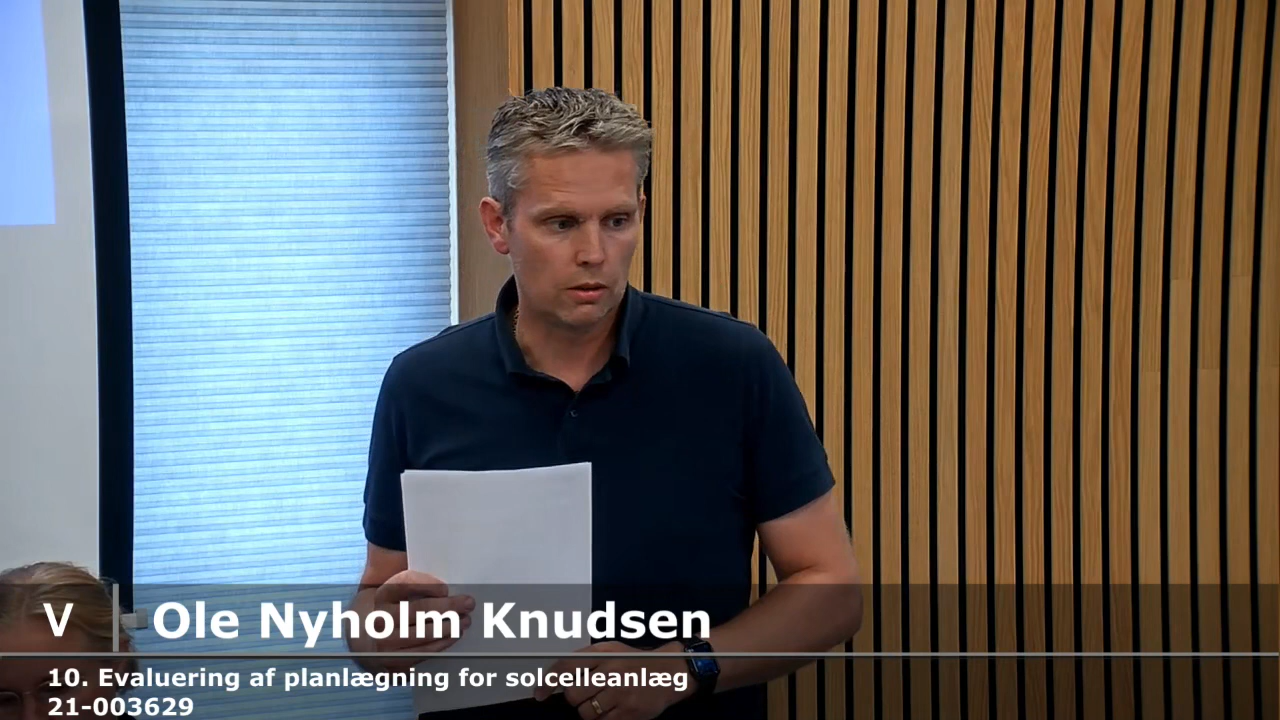 V Ole Nyholm Knudsen
10. Evaluering af planlægning for solcelleanlæg
21-003629